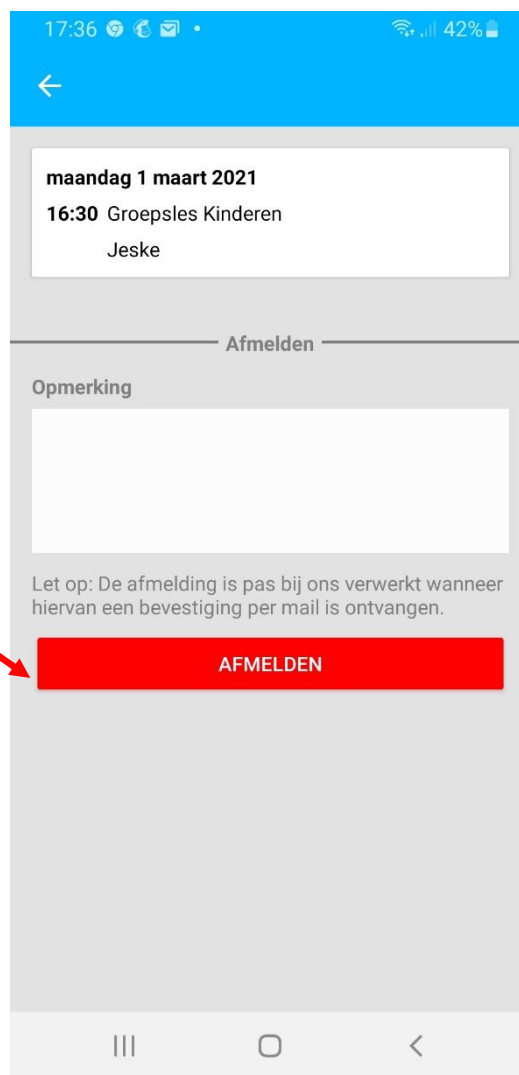 17:36 42%
maandag 1 maart 2021
16:30 Groepsles Kinderen
Jeske
Afmelden
Opmerking
Let op: De afmelding is pas bij ons verwerkt wanneer
hiervan een bevestiging per mail is ontvangen.
AFMELDEN